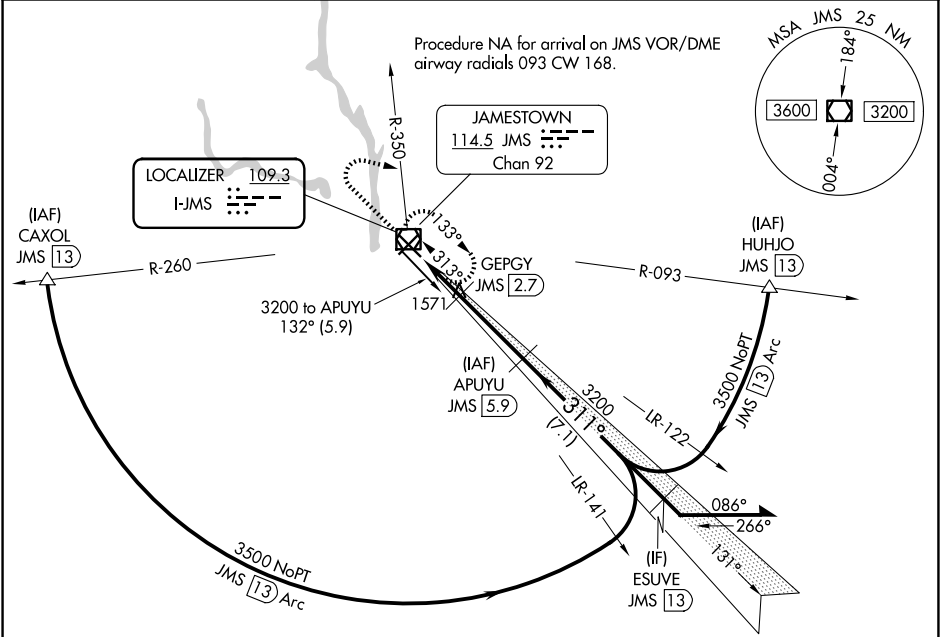 Procedure NA for arrival on JMS VOR/DME
airway radials 093 CW 168.
MSA JMS 25 NM
184°
3600
3200
004°
JAMESTOWN
114.5 JMS
Chan 92
R-350
LOCALIZER 109.3
I-JMS
(IAF)
CAXOL
JMS 13
R-260
133°
313°
GEPGY
JMS 2.7
1571
3200 to APUYU
132° (5.9)
R-093
(IAF)
HUHJO
JMS 13
(IAF)
APUYU
JMS 5.9
3200
311°
(7.1)
LR-122
3500 NoPT
JMS 13 Arc
LR-141
086°
266°
131°
(IF)
ESUVE
JMS 13
3500 NoPT
JMS 13 Arc